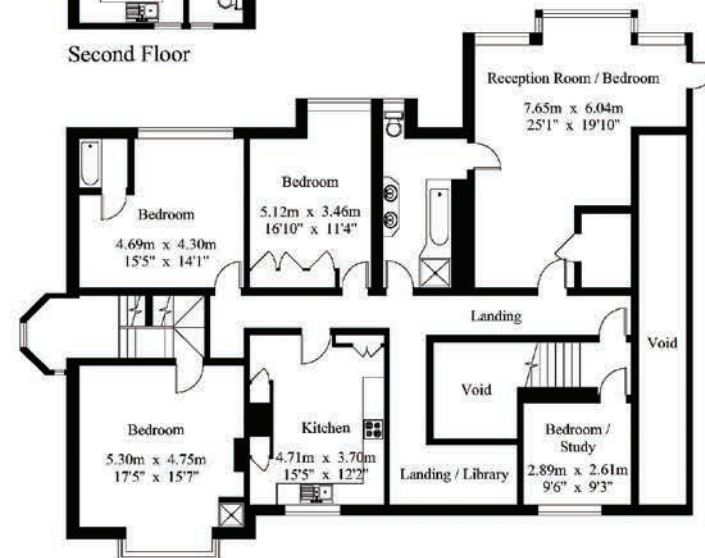 Second Floor
Reception Room / Bedroom
7.65m x 6.04m
25'1" x 19'10"
Bedroom
5.12m x 3.46m
16'10" x 11'4"
Bedroom
4.69m x 4.30m
15'5" x 14'1"
Landing
Void
Void
Bedroom
5.30m x 4.75m
17'5" x 15'7"
Kitchen
4.71m x 3.70m
15'5" x 12'2"
Bedroom /
Study
2.89m x 2.61m
9'6" x 9'3"
Landing / Library